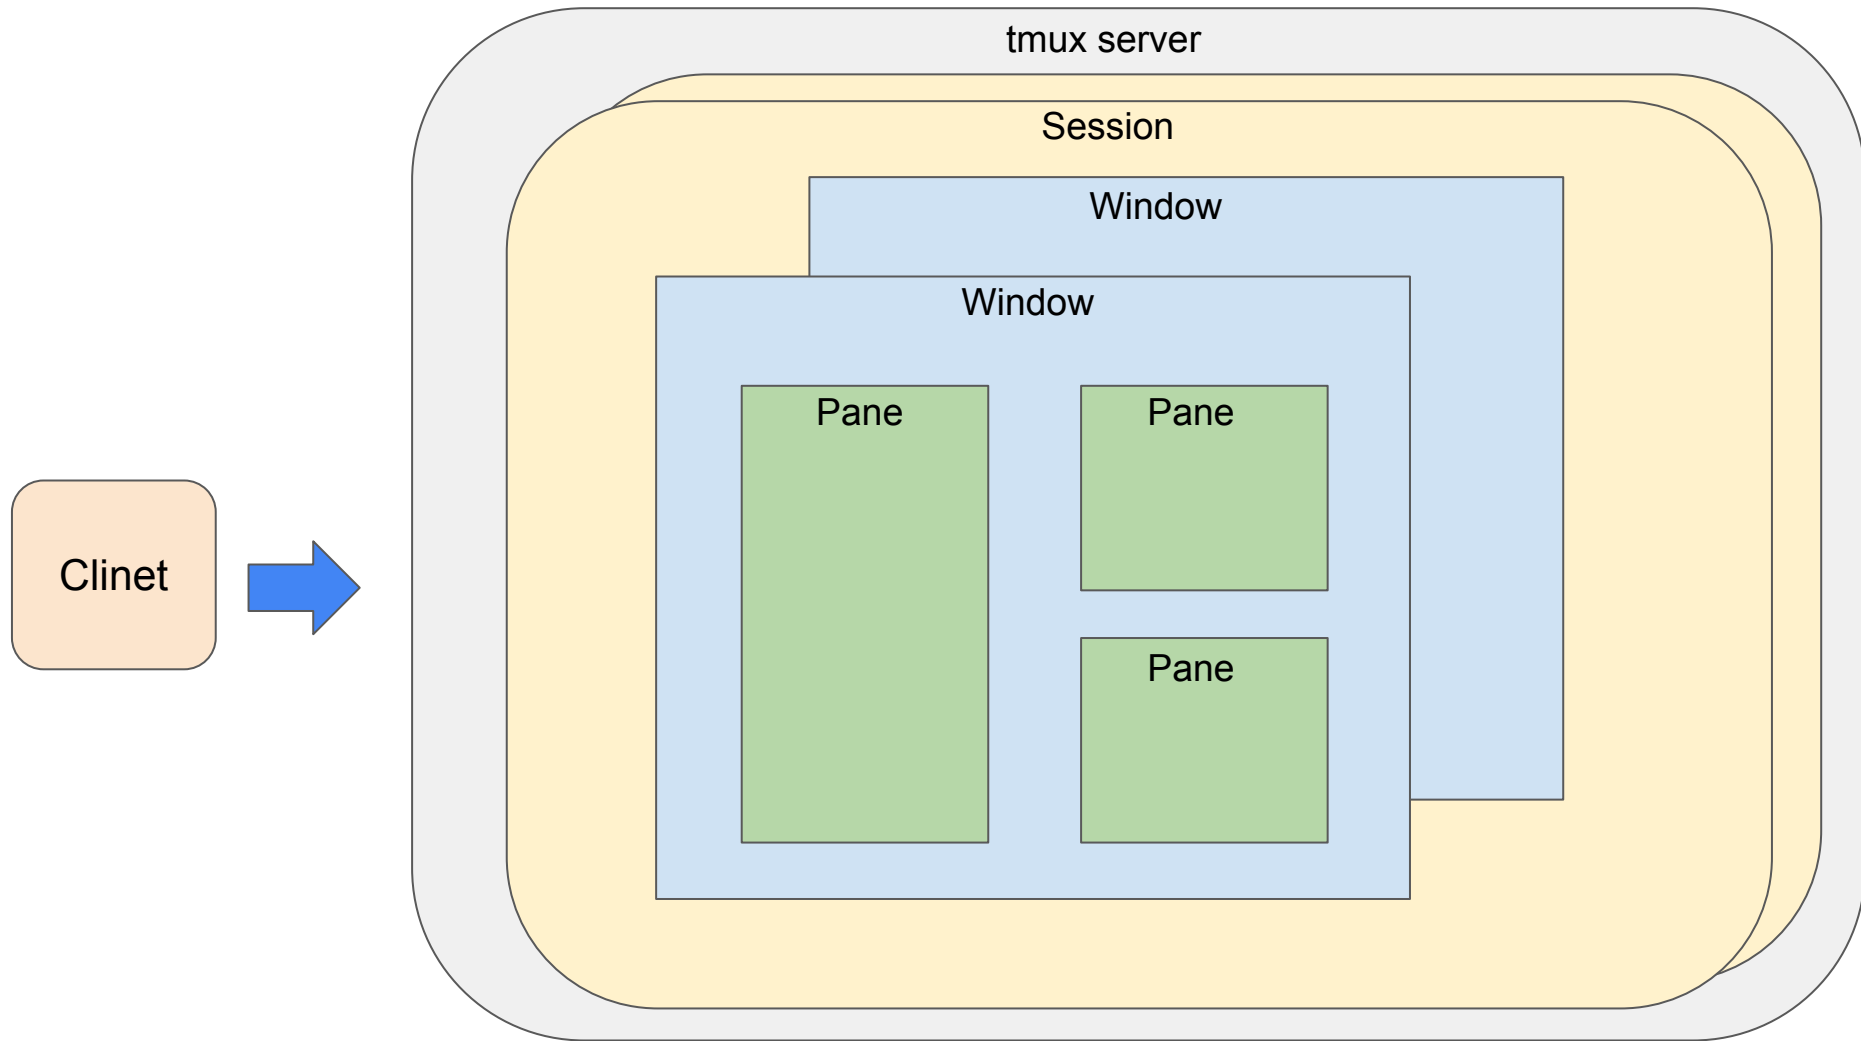 tmux server
Session
Window
Window
Pane
Pane
Clinet
Pane